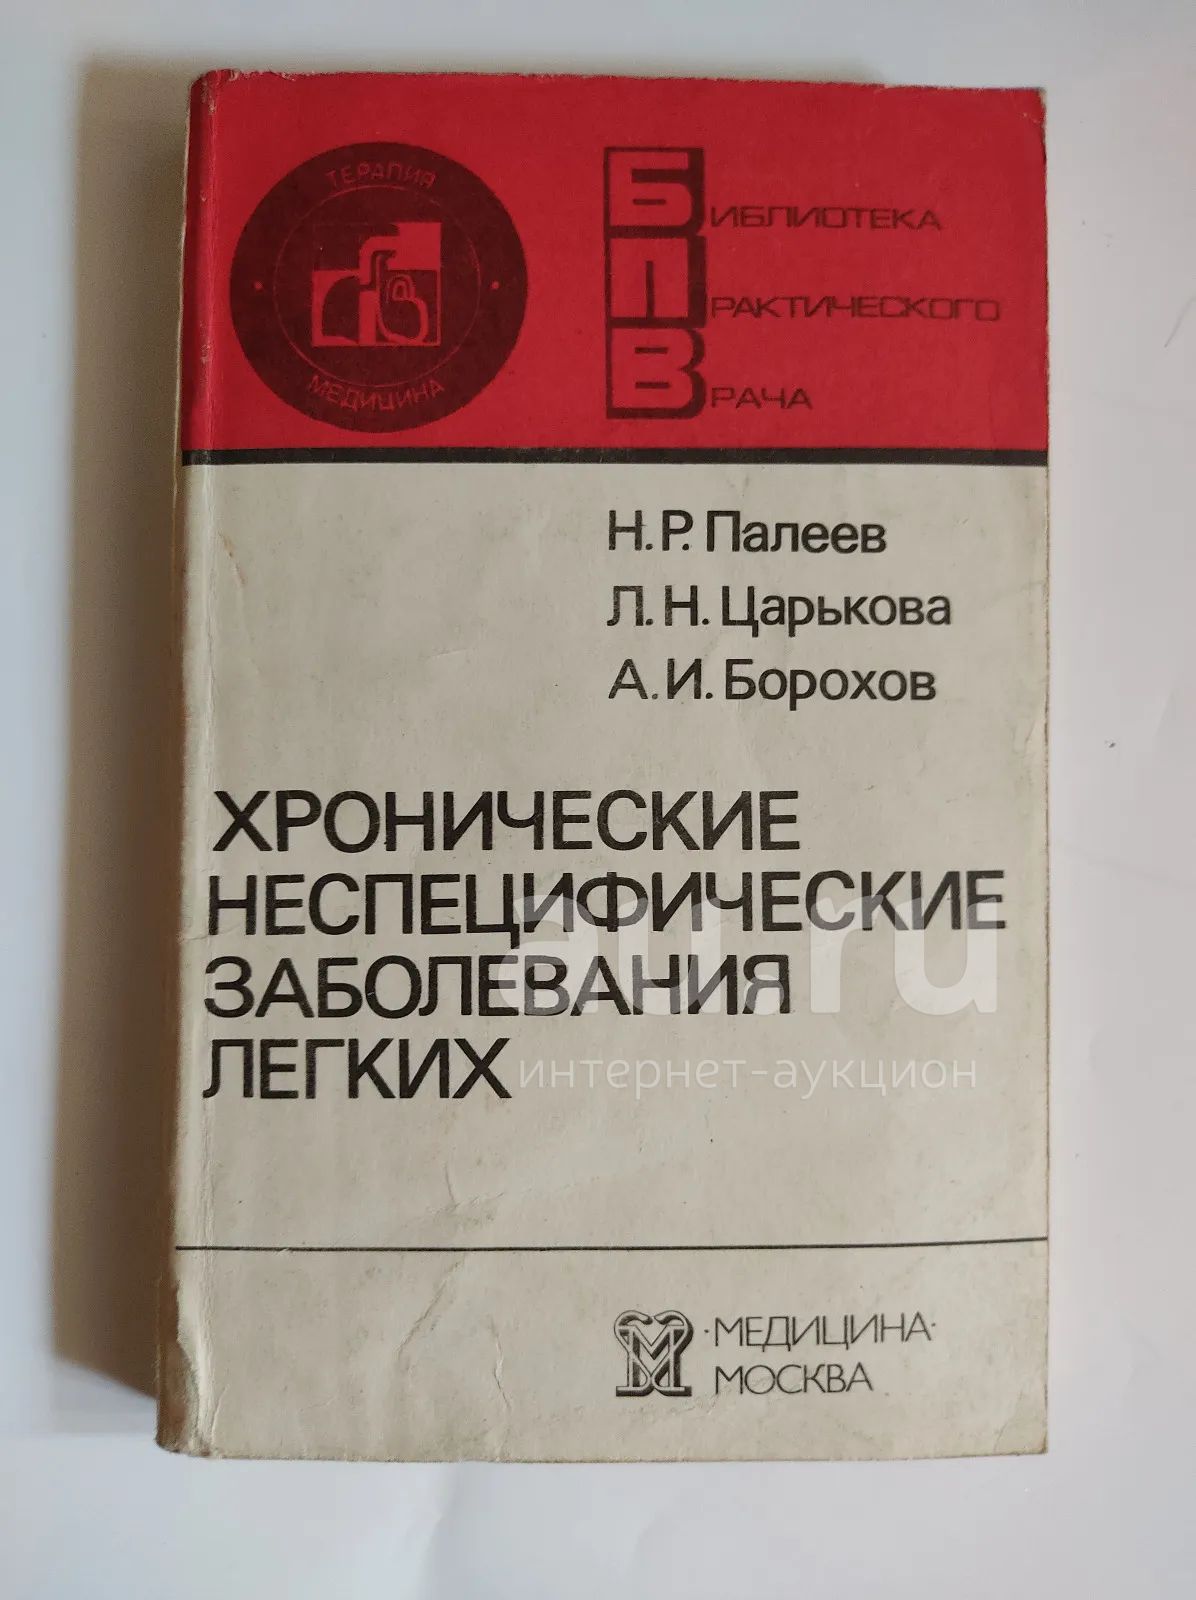 ТЕРАПИЯ
МЕДИЦИНА
БИБЛИОТЕКА
ПРАКТИЧЕСКОГО
ВРАЧА
Н.Р. Палеев
Л.Н. Царькова
А.И. Борохов
ХРОНИЧЕСКИЕ
НЕСПЕЦИФИЧЕСКИЕ
ЗАБОЛЕВАНИЯ
ЛЕГКИХ
au.ru
интернет-аукцион
·МЕДИЦИНА·
МОСКВА